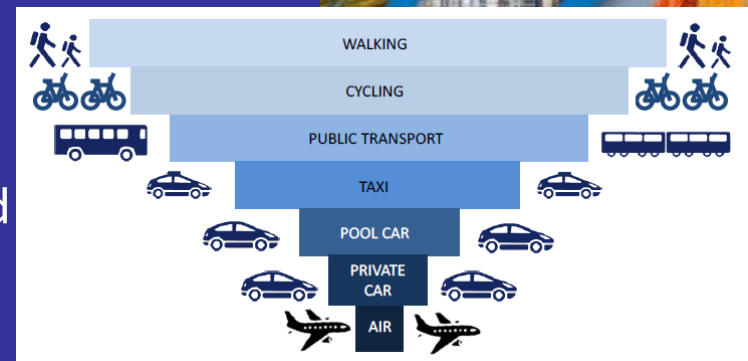 WALKING
CYCLING
PUBLIC TRANSPORT
TAXI
d
POOL CAR
PRIVATE
CAR
AIR